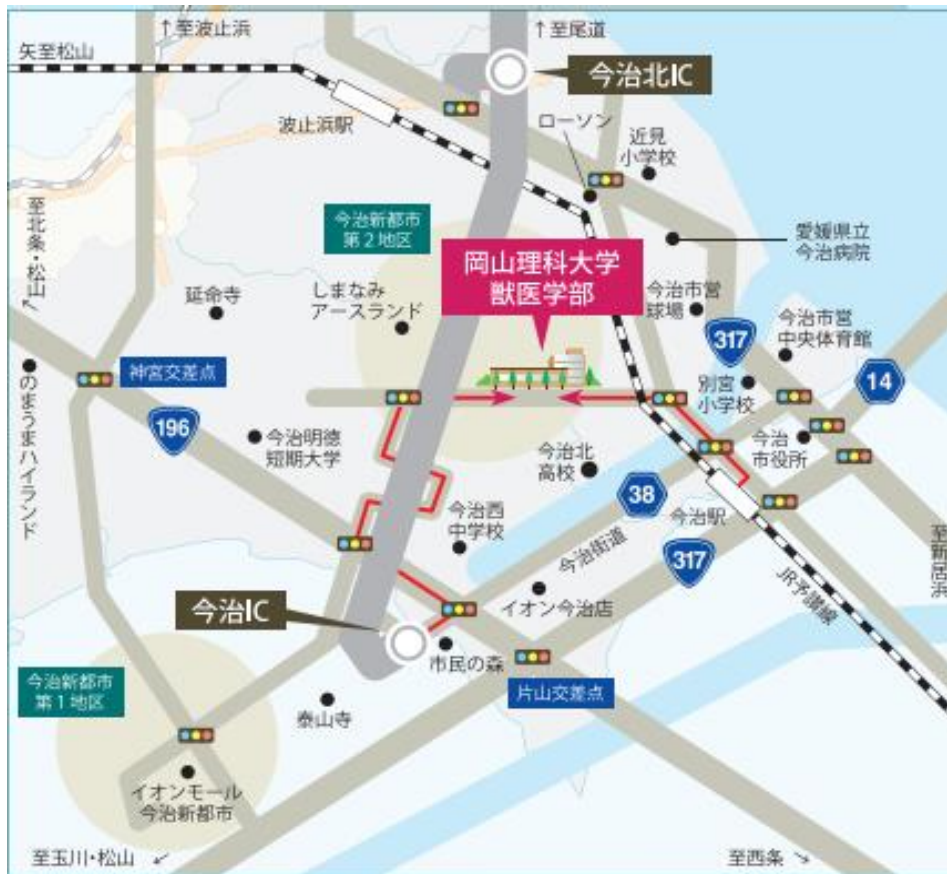 ↑至波止浜
↑至尾道
矢至松山
今治北IC
波止浜駅
ローソン
近見
小学校
今治新都市
第2地区
愛媛県立
今治病院
岡山理科大学
獣医学部
至北条・松山
←
延命寺
しまなみ
アースランド
今治市営
球場
317
今治市営
中央体育館
14
神宮交差点
別宮
小学校
のまうまハイランド
196
今治明徳
短期大学
今治北
高校
今治
市役所
38
今治西
中学校
今治駅
今治街道
317
至新居浜
JR予讃線
今治IC
イオン今治店
市民の森
今治新都市
第1地区
片山交差点
泰山寺
イオンモール
今治新都市
至玉川・松山 ↙
至西条 ↘